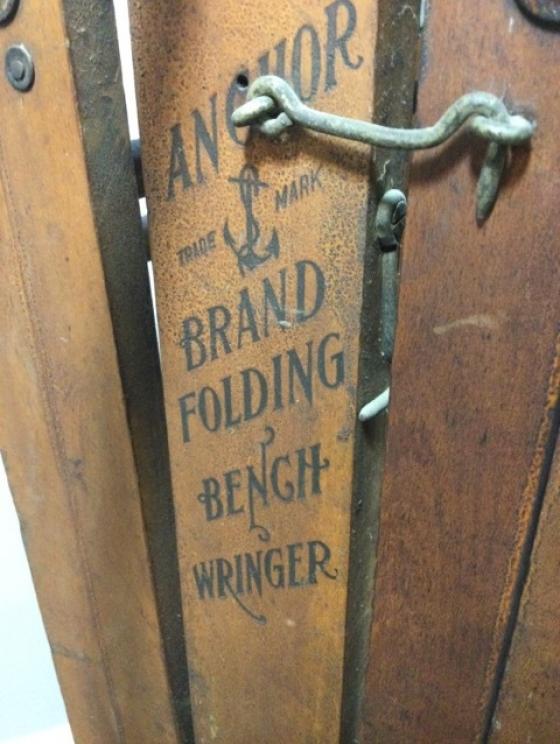 ANCHOR
TRADE MARK
BRAND
FOLDING
BENCH
WRINGER